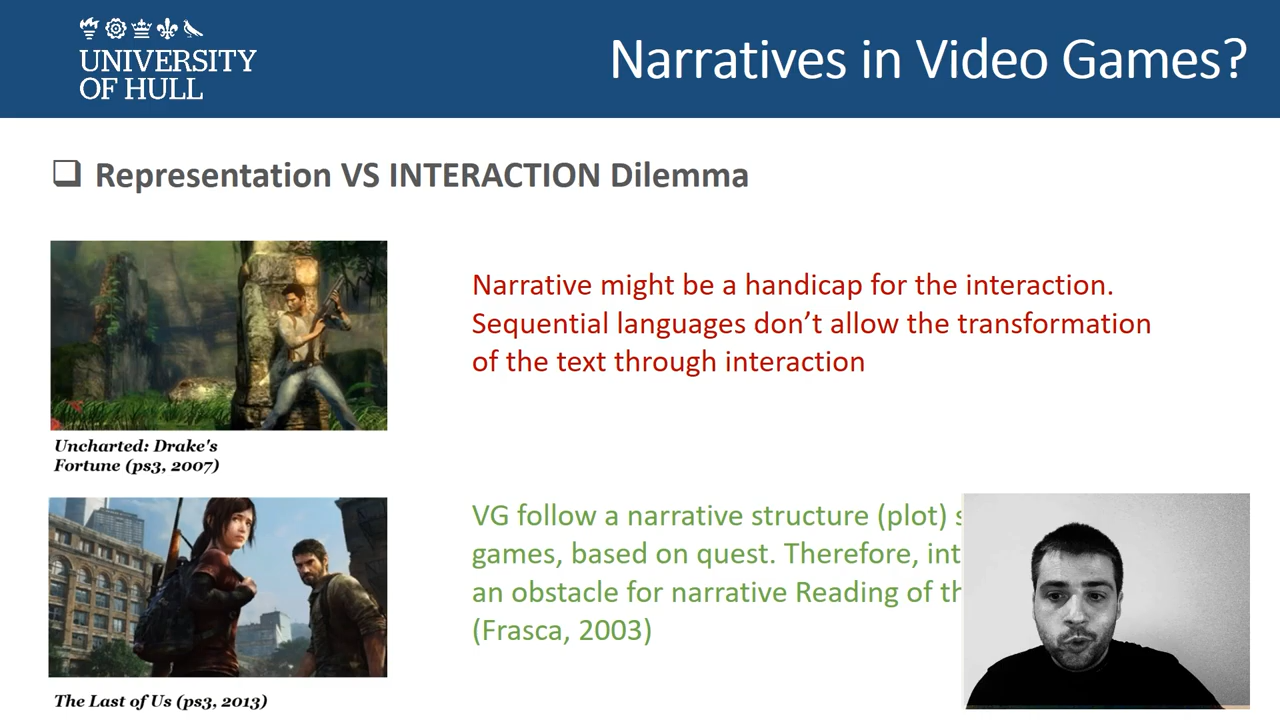 UNIVERSITY
OF HULL
Narratives in Video Games?
Representation VS INTERACTION Dilemma
Narrative might be a handicap for the interaction.
Sequential languages don’t allow the transformation
of the text through interaction
Uncharted: Drake's
Fortune (ps3, 2007)
VG follow a narrative structure (plot)
games, based on quest. Therefore,
an obstacle for narrative Reading of
(Frasca, 2003)
The Last of Us (ps3, 2013)